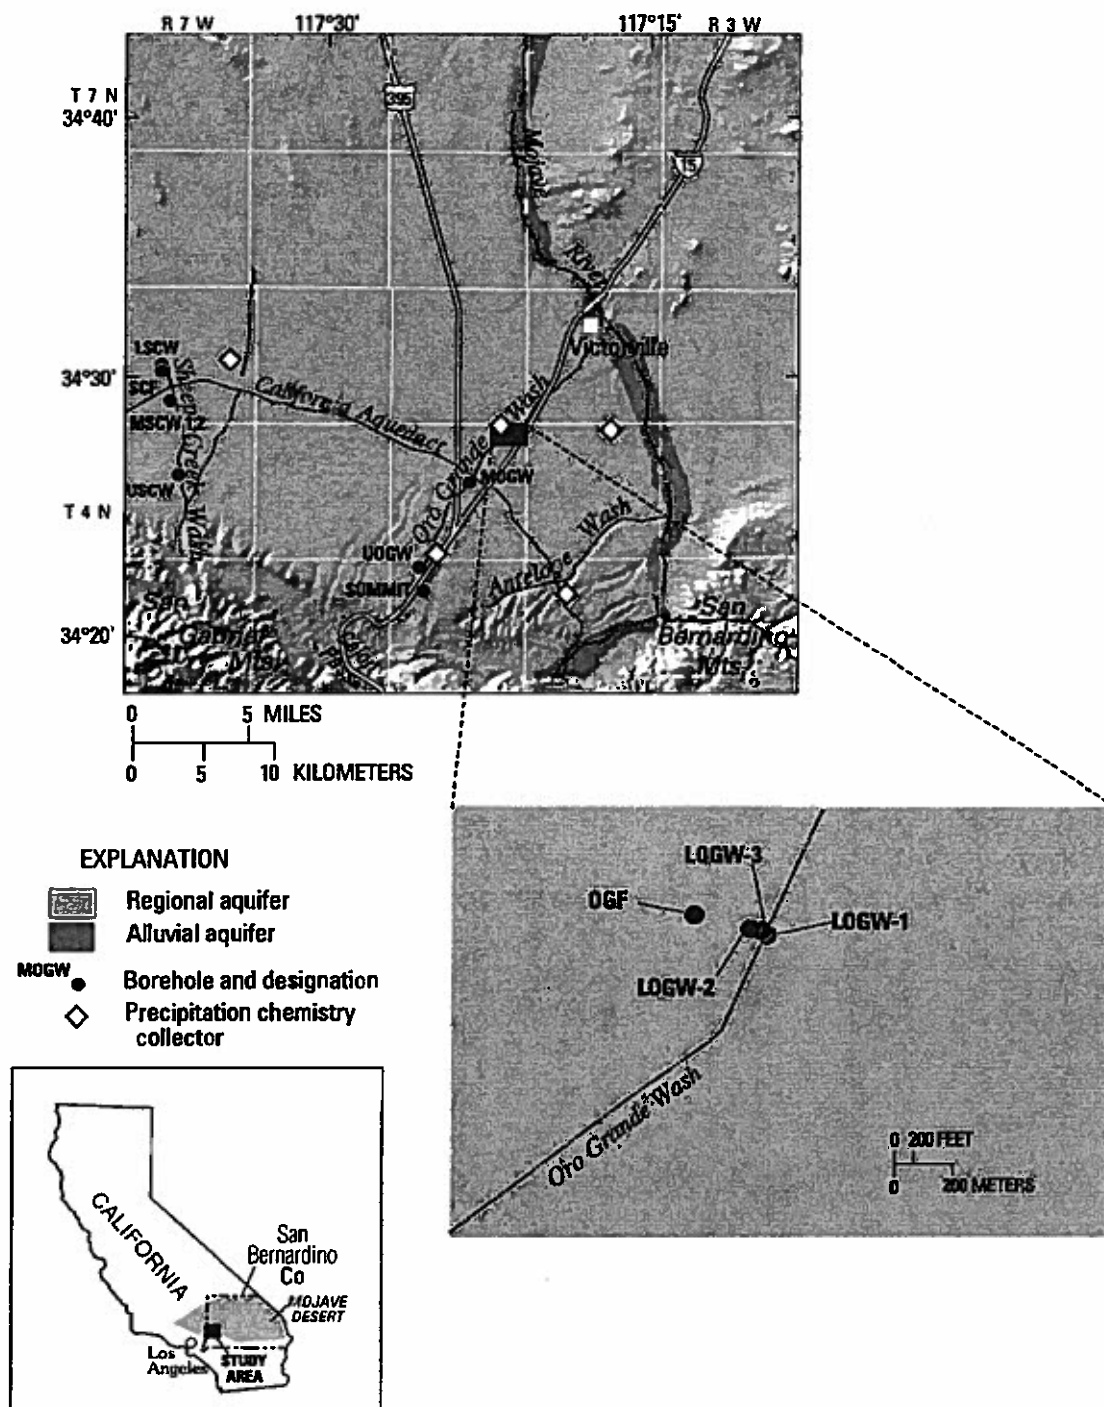 R 7 W 117°30' 117°15' R 3 W
T 7 N
34°40'
395
15
Mojave
River
Victorville
LSCW
34°30'
SCF
MSCW 1,2
Sheep Creek Wash
California Aqueduct
Oro Grande Wash
MOGW
USCW
T 4 N
UOGW
Antelope Wash
SUMMIT
San
Gabriel
Mts
34°20'
San
Bernardino
Mts
0 5 MILES
0 5 10 KILOMETERS
EXPLANATION
Regional aquifer
Alluvial aquifer
MOGW
Borehole and designation
Precipitation chemistry
collector
LOGW-3
OGF
LOGW-1
LOGW-2
Oro Grande Wash
0 200 FEET
0 200 METERS
CALIFORNIA
San
Bernardino
Co
MOJAVE
DESERT
Los
Angeles
STUDY
AREA